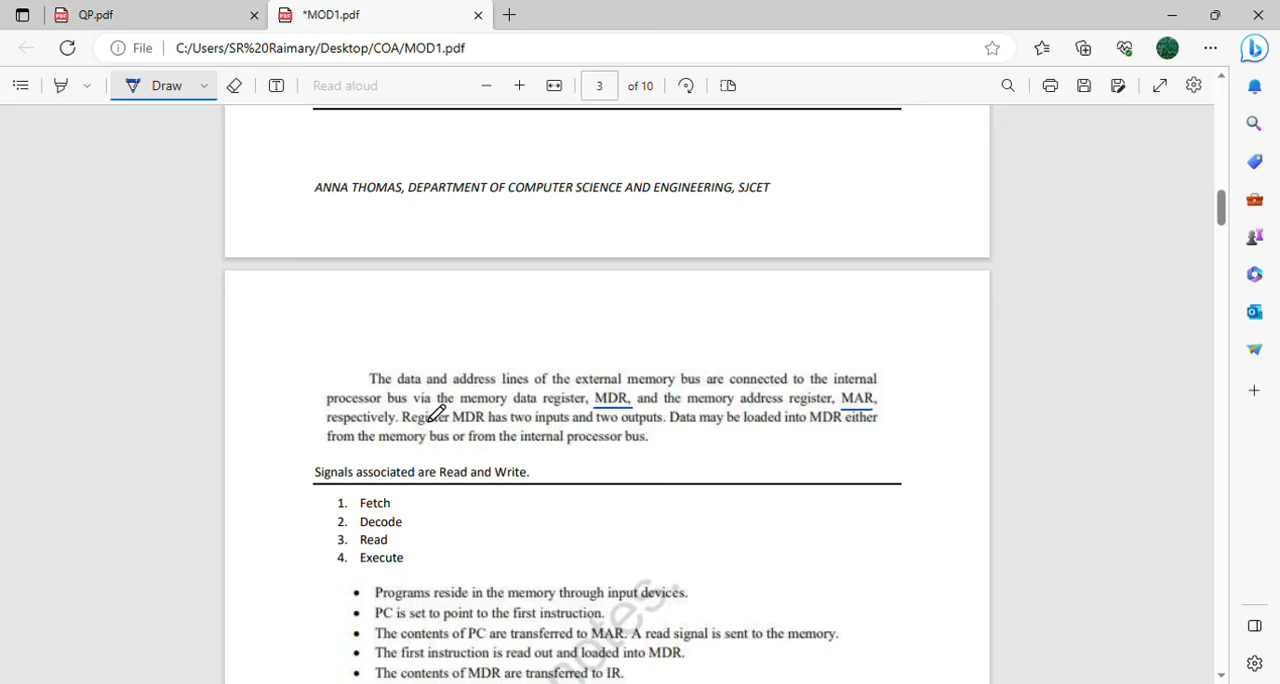 QP.pdf
*MOD1.pdf
File
C:/Users/SR%20Raimary/Desktop/COA/MOD1.pdf
Draw
Read aloud
3
of 10
ANNA THOMAS, DEPARTMENT OF COMPUTER SCIENCE AND ENGINEERING, SJCET
The data and address lines of the external memory bus are connected to the internal
processor bus via the memory data register, MDR, and the memory address register, MAR,
respectively. Register MDR has two inputs and two outputs. Data may be loaded into MDR either
from the memory bus or from the internal processor bus.
Signals associated are Read and Write.
1. Fetch
2. Decode
3. Read
4. Execute
• Programs reside in the memory through input devices.
• PC is set to point to the first instruction.
• The contents of PC are transferred to MAR. A read signal is sent to the memory.
• The first instruction is read out and loaded into MDR.
• The contents of MDR are transferred to IR.
notes.